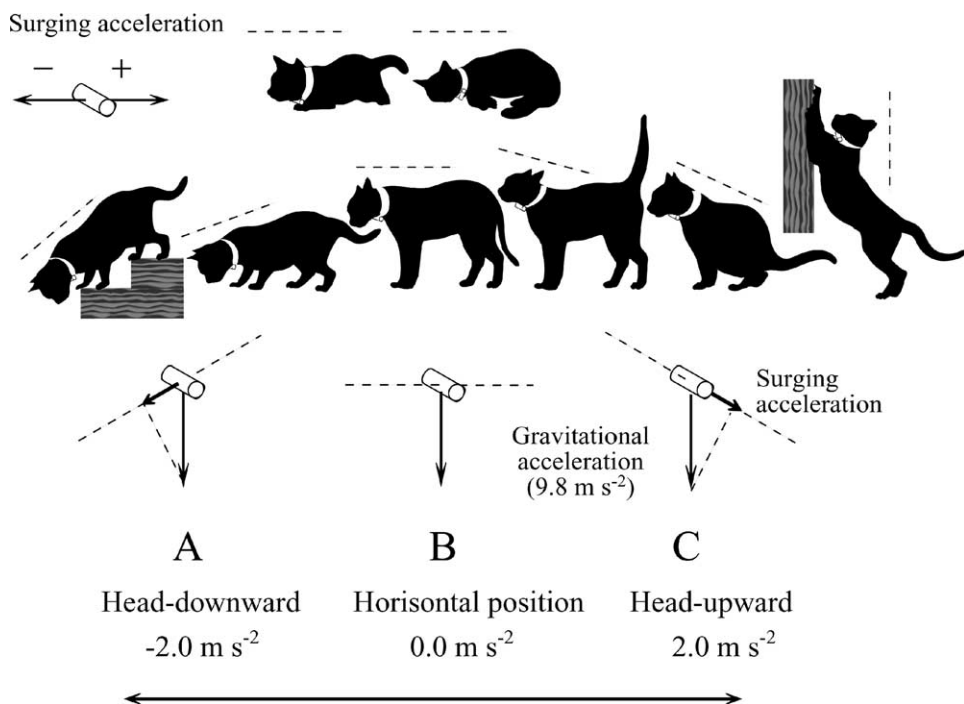 Surging acceleration
− +
Surging
acceleration
Gravitational
acceleration
(9.8 m s⁻²)
A B C
Head-downward Horisontal position Head-upward
-2.0 m s⁻² 0.0 m s⁻² 2.0 m s⁻²